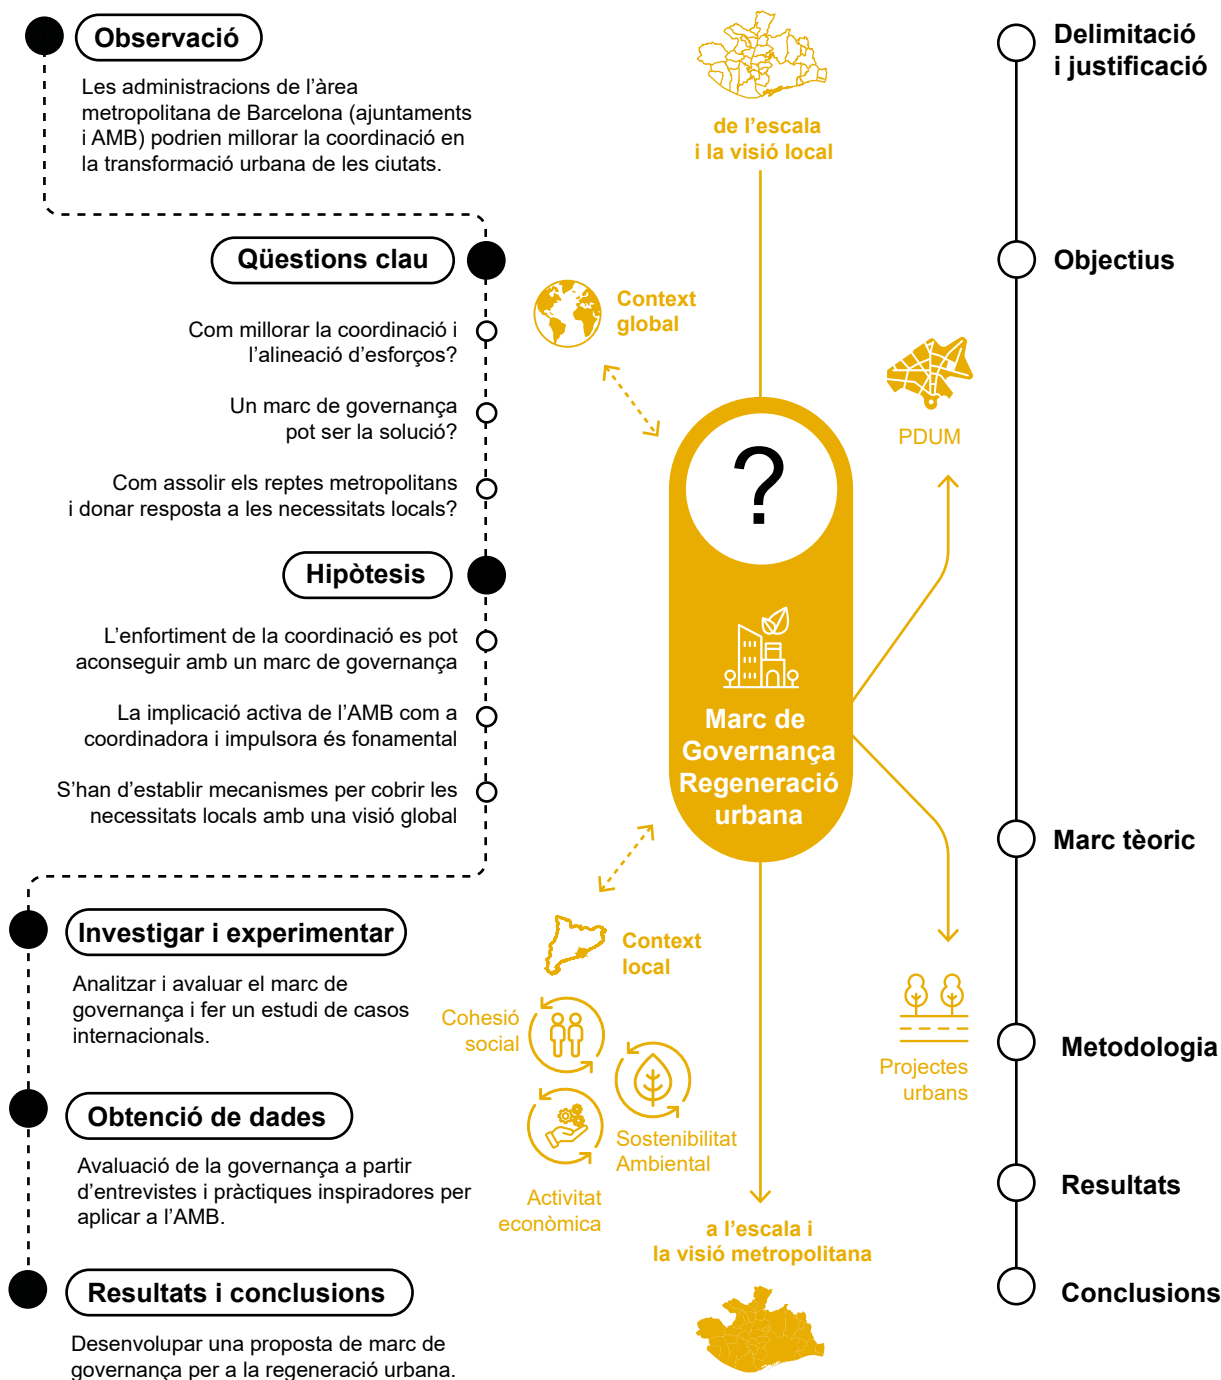 Observació
Les administracions de l’àrea
metropolitana de Barcelona (ajuntaments
i AMB) podrien millorar la coordinació en
la transformació urbana de les ciutats.
Qüestions clau
Com millorar la coordinació i
l’alineació d’esforços?
Un marc de governança
pot ser la solució?
Com assolir els reptes metropolitans
i donar resposta a les necessitats locals?
Hipòtesis
L’enfortiment de la coordinació es pot
aconseguir amb un marc de governança
La implicació activa de l’AMB com a
coordinadora i impulsora és fonamental
S’han d’establir mecanismes per cobrir les
necessitats locals amb una visió global
Investigar i experimentar
Analitzar i avaluar el marc de
governança i fer un estudi de casos
internacionals.
Obtenció de dades
Avaluació de la governança a partir
d’entrevistes i pràctiques inspiradores per
aplicar a l’AMB.
Resultats i conclusions
Desenvolupar una proposta de marc de
governança per a la regeneració urbana.
de l’escala
i la visió local
Context
global
?
Marc de
Governança
Regeneració
urbana
PDUM
Projectes
urbans
Context
local
Cohesió
social
Sostenibilitat
Ambiental
Activitat
econòmica
a l’escala i
la visió metropolitana
Delimitació
i justificació
Objectius
Marc tèoric
Metodologia
Resultats
Conclusions